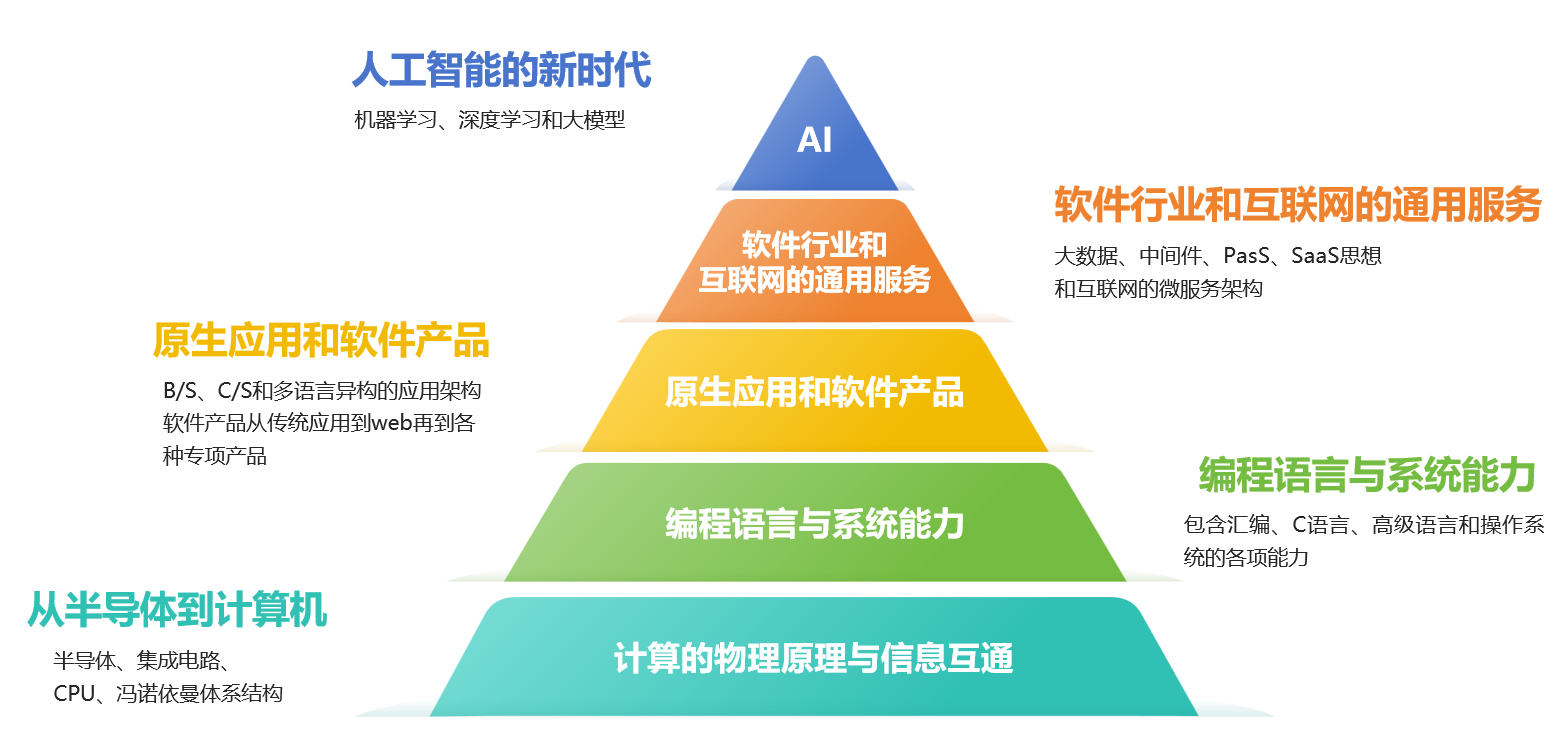 人工智能的新时代
机器学习、深度学习和大模型
AI
软件行业和互联网的通用服务
大数据、中间件、PasS、SaaS思想
和互联网的微服务架构
软件行业和
互联网的通用服务
原生应用和软件产品
B/S、C/S和多语言异构的应用架构
软件产品从传统应用到web再到各
种专项产品
原生应用和软件产品
编程语言与系统能力
包含汇编、C语言、高级语言和操作系
统的各项能力
编程语言与系统能力
从半导体到计算机
半导体、集成电路、
CPU、冯诺依曼体系结构
计算的物理原理与信息互通